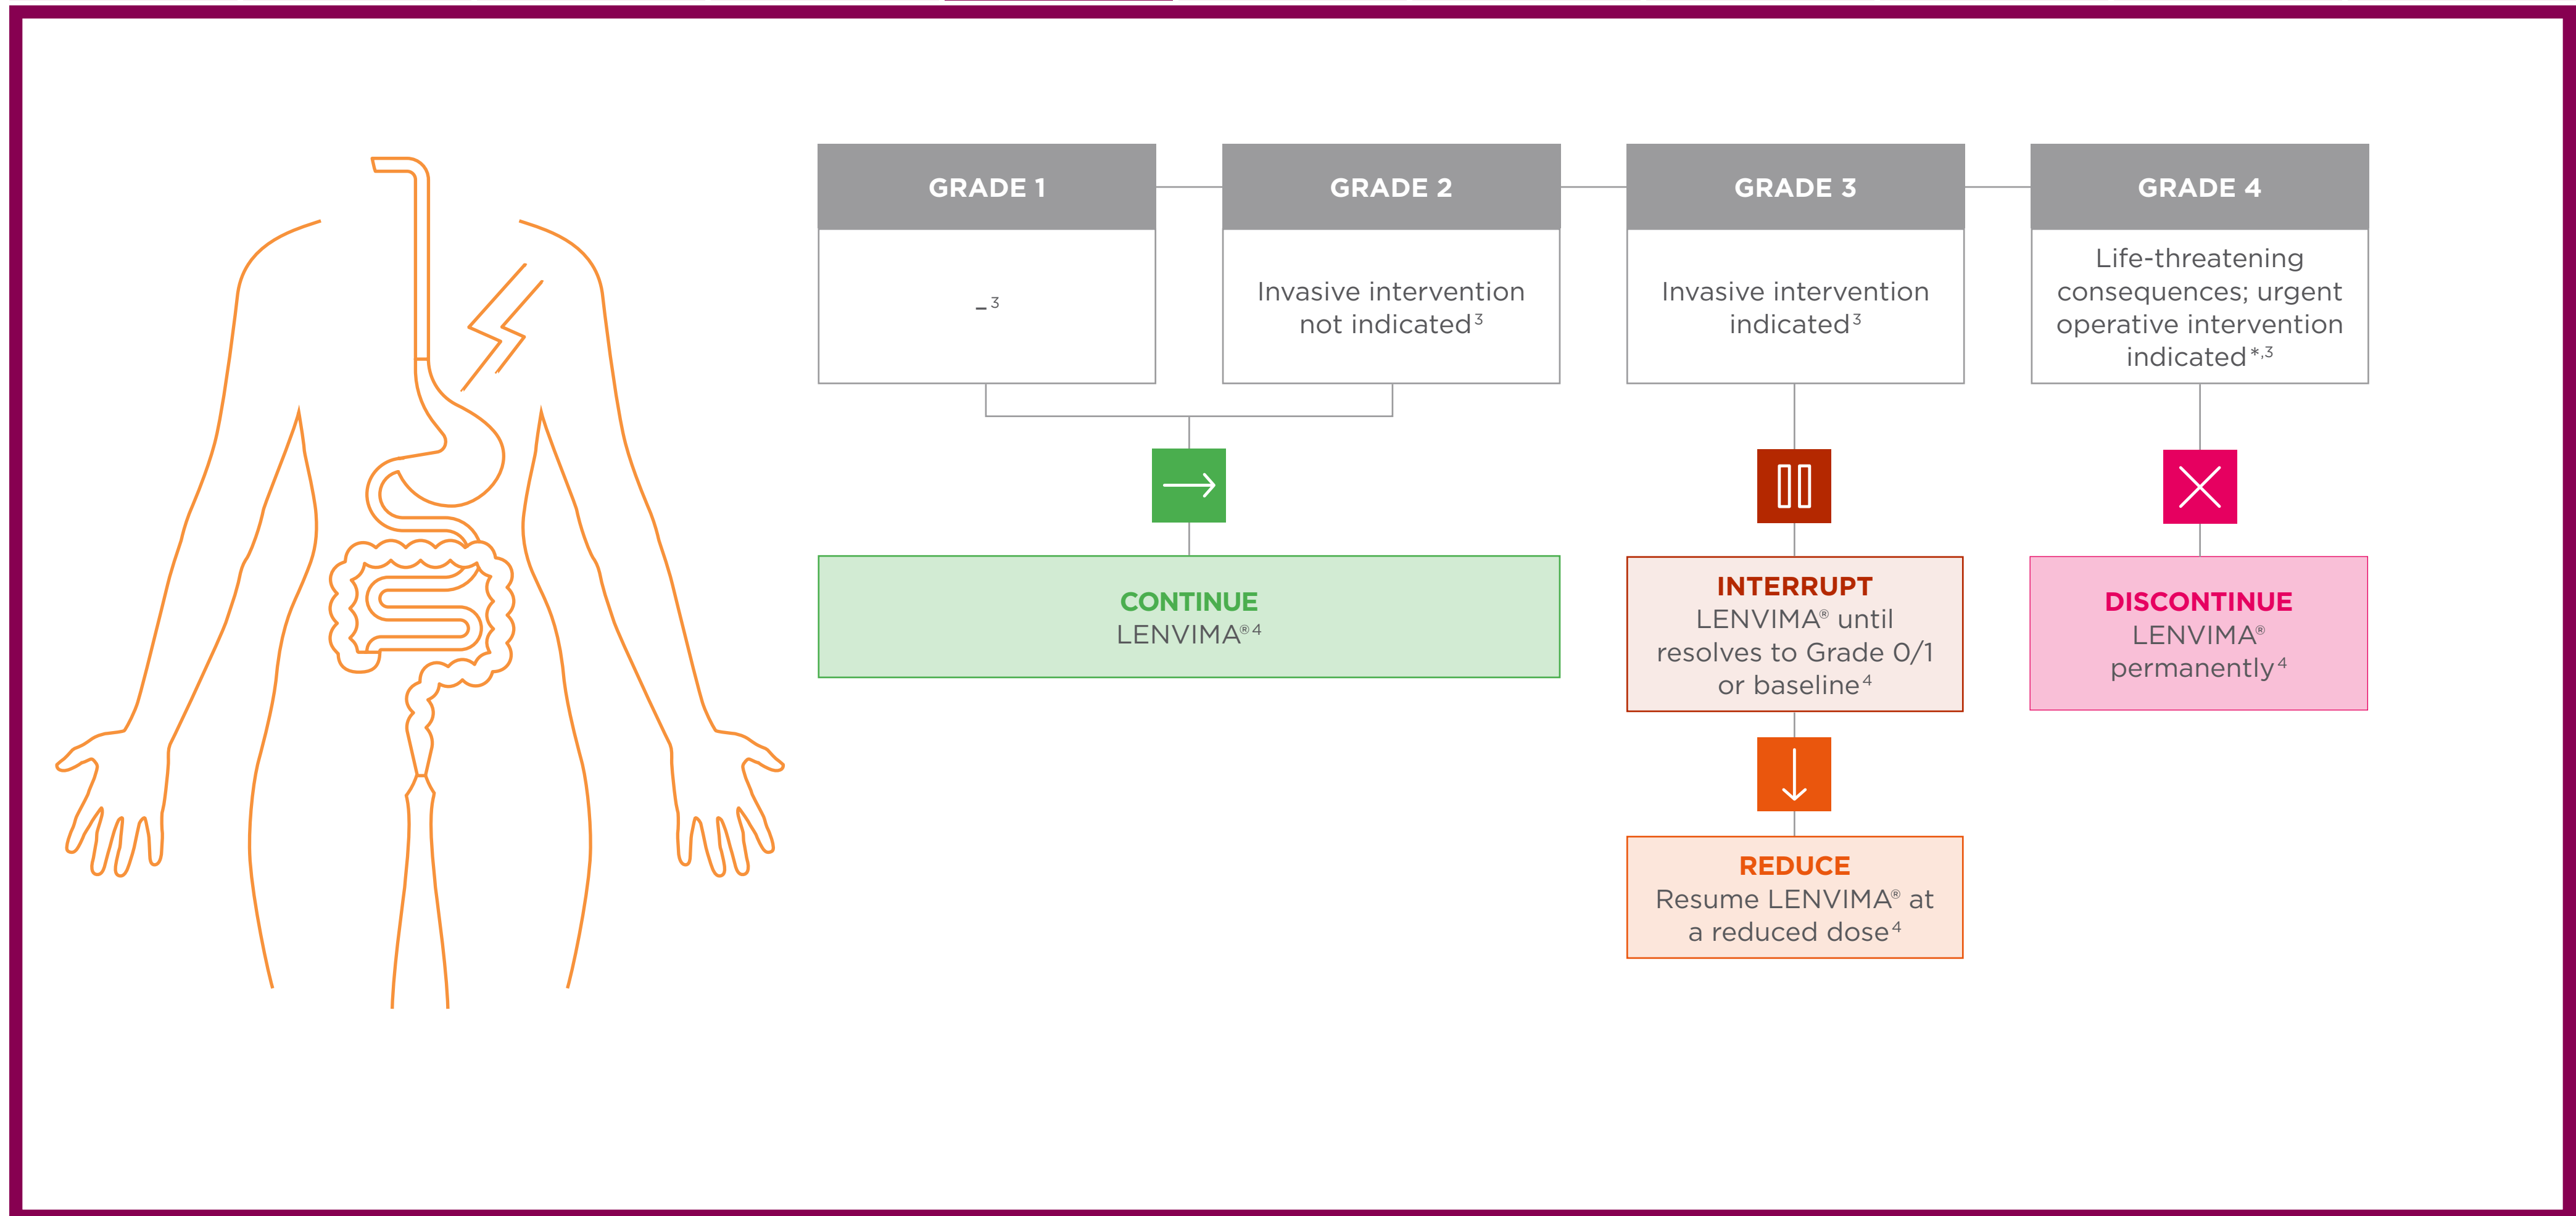 GRADE 1
–³
GRADE 2
Invasive intervention
not indicated³
GRADE 3
Invasive intervention
indicated³
GRADE 4
Life-threatening
consequences; urgent
operative intervention
indicated*,³
CONTINUE
LENVIMA®⁴
INTERRUPT
LENVIMA® until
resolves to Grade 0/1
or baseline⁴
REDUCE
Resume LENVIMA® at
a reduced dose⁴
DISCONTINUE
LENVIMA®
permanently⁴